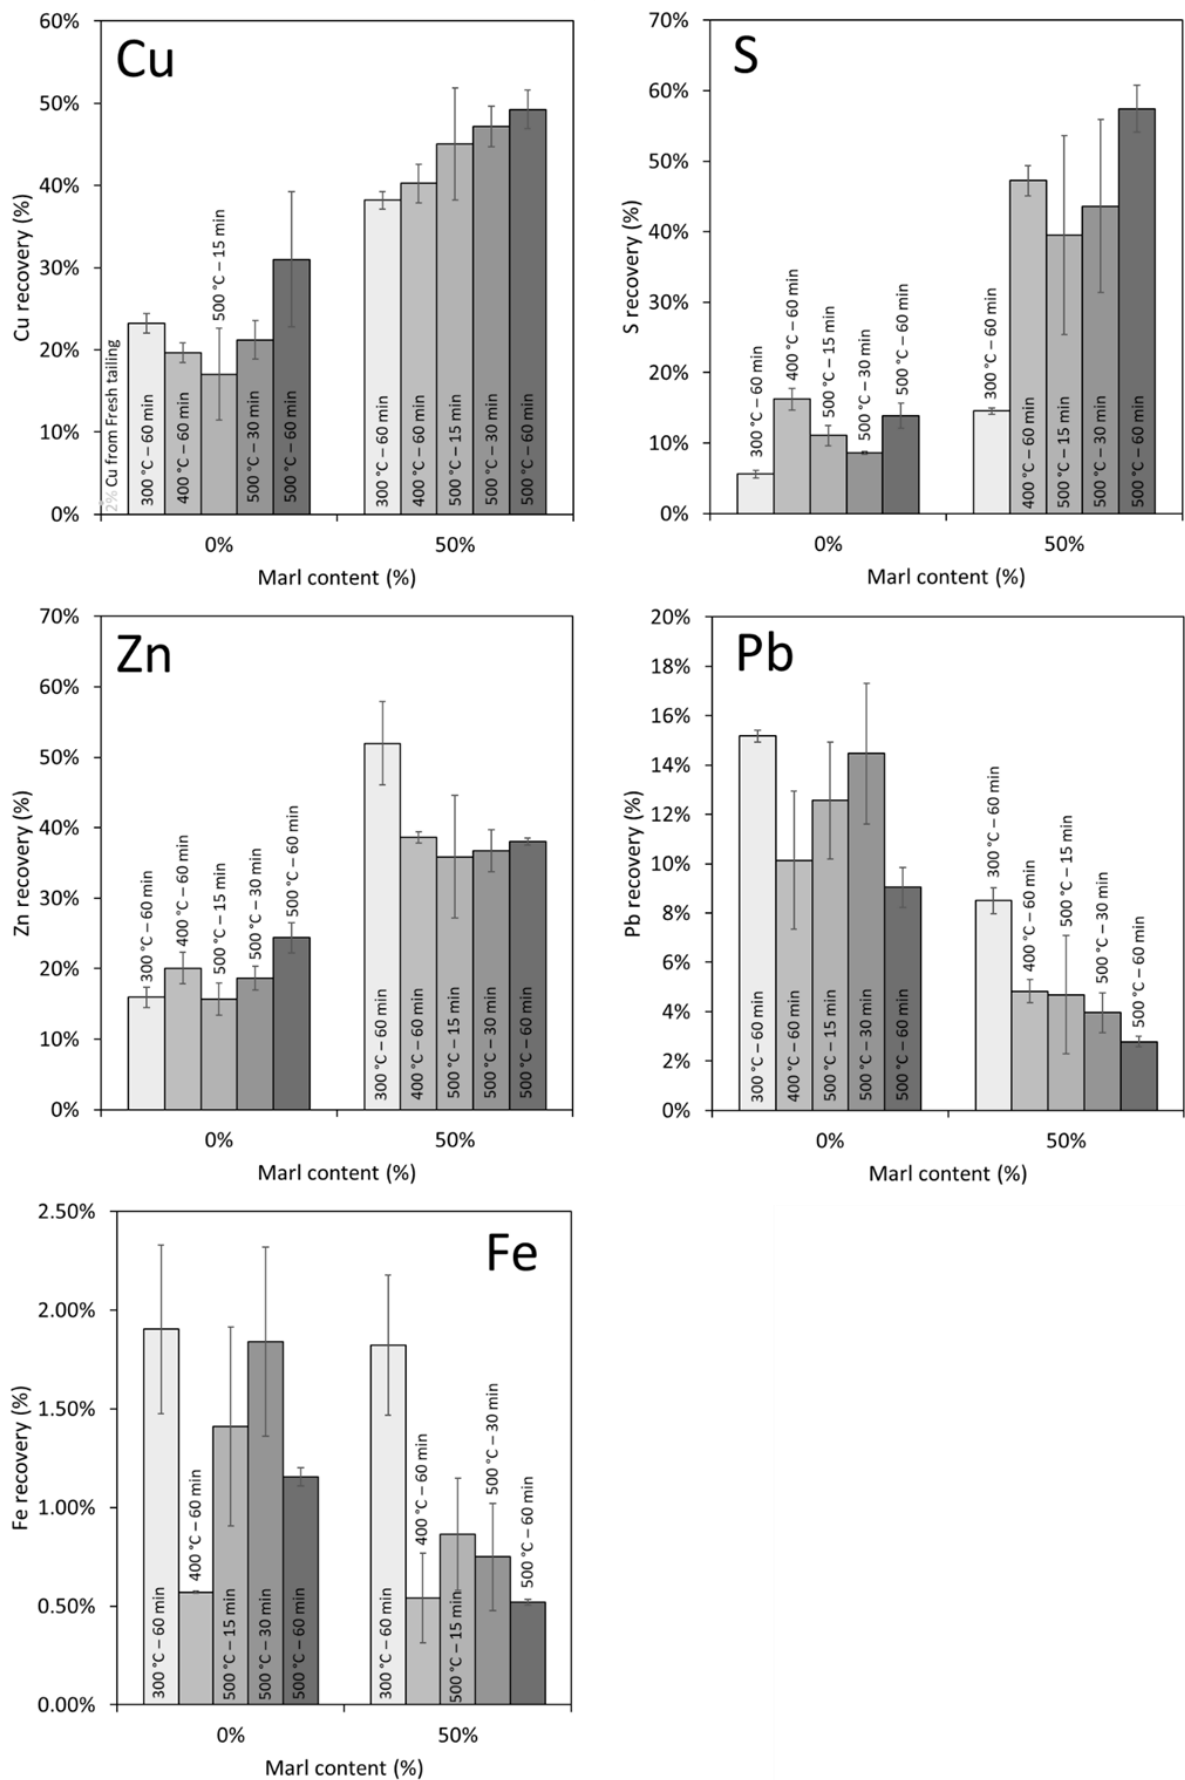 Cu
Cu recovery (%)
60%
50%
40%
30%
20%
10%
0%
2% Cu from Fresh tailing
300 °C – 60 min
400 °C – 60 min
500 °C – 15 min
500 °C – 30 min
500 °C – 60 min
300 °C – 60 min
400 °C – 60 min
500 °C – 15 min
500 °C – 30 min
500 °C – 60 min
0%
50%
Marl content (%)
S
S recovery (%)
70%
60%
50%
40%
30%
20%
10%
0%
300 °C – 60 min
400 °C – 60 min
500 °C – 15 min
500 °C – 30 min
500 °C – 60 min
300 °C – 60 min
400 °C – 60 min
500 °C – 15 min
500 °C – 30 min
500 °C – 60 min
0%
50%
Marl content (%)
Zn
Zn recovery (%)
70%
60%
50%
40%
30%
20%
10%
0%
300 °C – 60 min
400 °C – 60 min
500 °C – 15 min
500 °C – 30 min
500 °C – 60 min
300 °C – 60 min
400 °C – 60 min
500 °C – 15 min
500 °C – 30 min
500 °C – 60 min
0%
50%
Marl content (%)
Pb
Pb recovery (%)
20%
18%
16%
14%
12%
10%
8%
6%
4%
2%
0%
300 °C – 60 min
400 °C – 60 min
500 °C – 15 min
500 °C – 30 min
500 °C – 60 min
300 °C – 60 min
400 °C – 60 min
500 °C – 15 min
500 °C – 30 min
500 °C – 60 min
0%
50%
Marl content (%)
Fe
Fe recovery (%)
2.50%
2.00%
1.50%
1.00%
0.50%
0.00%
300 °C – 60 min
400 °C – 60 min
500 °C – 15 min
500 °C – 30 min
500 °C – 60 min
300 °C – 60 min
400 °C – 60 min
500 °C – 15 min
500 °C – 30 min
500 °C – 60 min
0%
50%
Marl content (%)